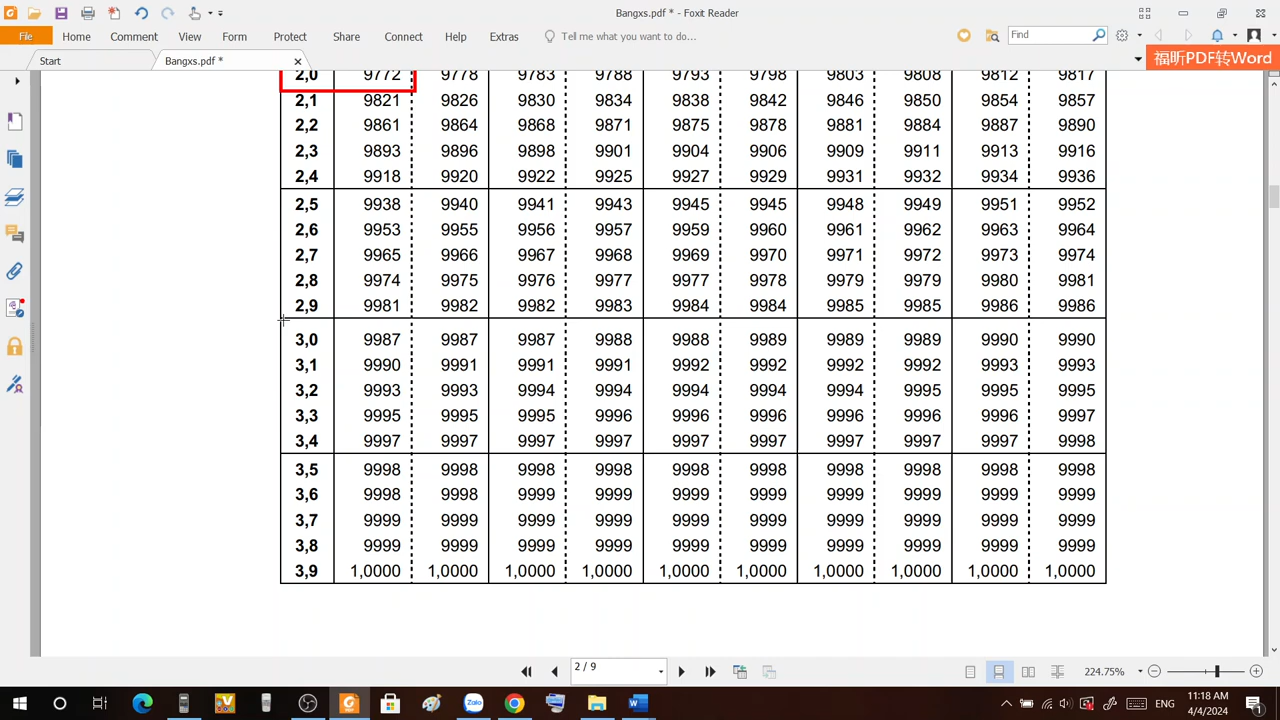 Bangxs.pdf * - Foxit Reader
File Home Comment View Form Protect Share Connect Help Extras Tell me what you want to do... Find
Start Bangxs.pdf *
福昕PDF转Word
2,0 9772 9778 9783 9788 9793 9798 9803 9808 9812 9817
2,1 9821 9826 9830 9834 9838 9842 9846 9850 9854 9857
2,2 9861 9864 9868 9871 9875 9878 9881 9884 9887 9890
2,3 9893 9896 9898 9901 9904 9906 9909 9911 9913 9916
2,4 9918 9920 9922 9925 9927 9929 9931 9932 9934 9936
2,5 9938 9940 9941 9943 9945 9945 9948 9949 9951 9952
2,6 9953 9955 9956 9957 9959 9960 9961 9962 9963 9964
2,7 9965 9966 9967 9968 9969 9970 9971 9972 9973 9974
2,8 9974 9975 9976 9977 9977 9978 9979 9979 9980 9981
2,9 9981 9982 9982 9983 9984 9984 9985 9985 9986 9986
3,0 9987 9987 9987 9988 9988 9989 9989 9989 9990 9990
3,1 9990 9991 9991 9991 9992 9992 9992 9992 9993 9993
3,2 9993 9993 9994 9994 9994 9994 9994 9995 9995 9995
3,3 9995 9995 9995 9996 9996 9996 9996 9996 9996 9997
3,4 9997 9997 9997 9997 9997 9997 9997 9997 9997 9998
3,5 9998 9998 9998 9998 9998 9998 9998 9998 9998 9998
3,6 9998 9998 9999 9999 9999 9999 9999 9999 9999 9999
3,7 9999 9999 9999 9999 9999 9999 9999 9999 9999 9999
3,8 9999 9999 9999 9999 9999 9999 9999 9999 9999 9999
3,9 1,0000 1,0000 1,0000 1,0000 1,0000 1,0000 1,0000 1,0000 1,0000 1,0000
2 / 9 224.75%
Zalo ENG 11:18 AM
4/4/2024